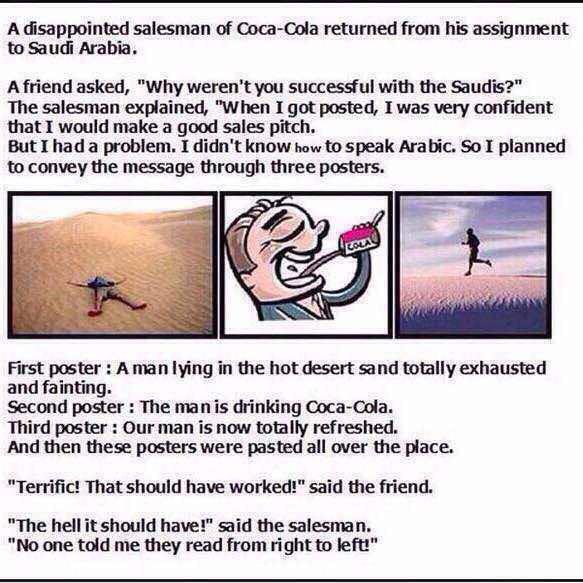 A disappointed salesman of Coca-Cola returned from his assignment
to Saudi Arabia.
A friend asked, "Why weren't you successful with the Saudis?"
The salesman explained, "When I got posted, I was very confident
that I would make a good sales pitch.
But I had a problem. I didn't know how to speak Arabic. So I planned
to convey the message through three posters.
COLA
First poster : A man lying in the hot desert sand totally exhausted
and fainting.
Second poster : The man is drinking Coca-Cola.
Third poster : Our man is now totally refreshed.
And then these posters were pasted all over the place.
"Terrific! That should have worked!" said the friend.
"The hell it should have!" said the salesman.
"No one told me they read from right to left!"